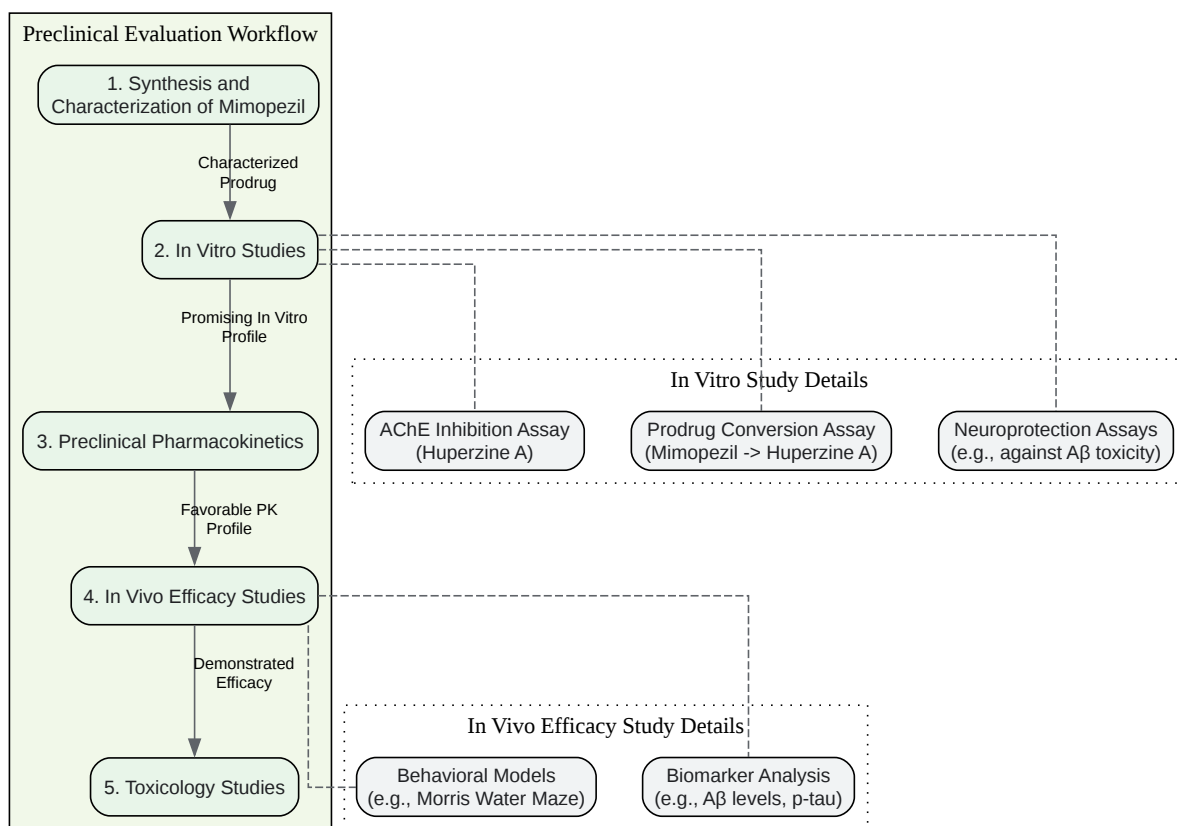 Preclinical Evaluation Workflow
1. Synthesis and
Characterization of Mimopezil
Characterized
Prodrug
2. In Vitro Studies
Promising In Vitro
Profile
In Vitro Study Details
3. Preclinical Pharmacokinetics
AChE Inhibition Assay
(Huperzine A)
Prodrug Conversion Assay
(Mimopezil -> Huperzine A)
Neuroprotection Assays
(e.g., against Aβ toxicity)
Favorable PK
Profile
4. In Vivo Efficacy Studies
Demonstrated
Efficacy
In Vivo Efficacy Study Details
5. Toxicology Studies
Behavioral Models
(e.g., Morris Water Maze)
Biomarker Analysis
(e.g., Aβ levels, p-tau)